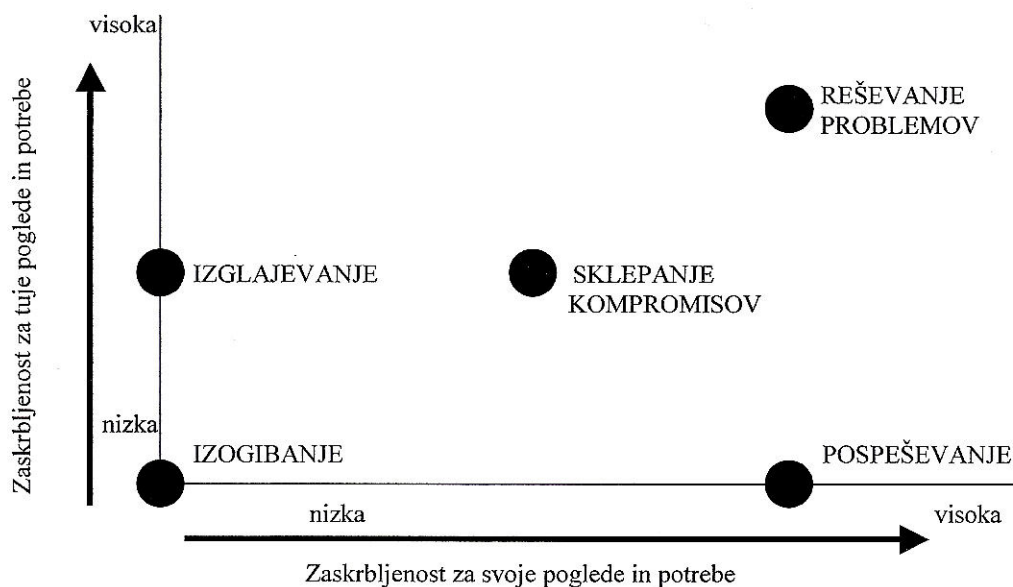 visoka
Zaskrbljenost za tuje poglede in potrebe
REŠEVANJE
PROBLEMOV
IZGLAJEVANJE
SKLEPANJE
KOMPROMISOV
nizka
IZOGIBANJE
POSPEŠEVANJE
nizka
visoka
Zaskrbljenost za svoje poglede in potrebe